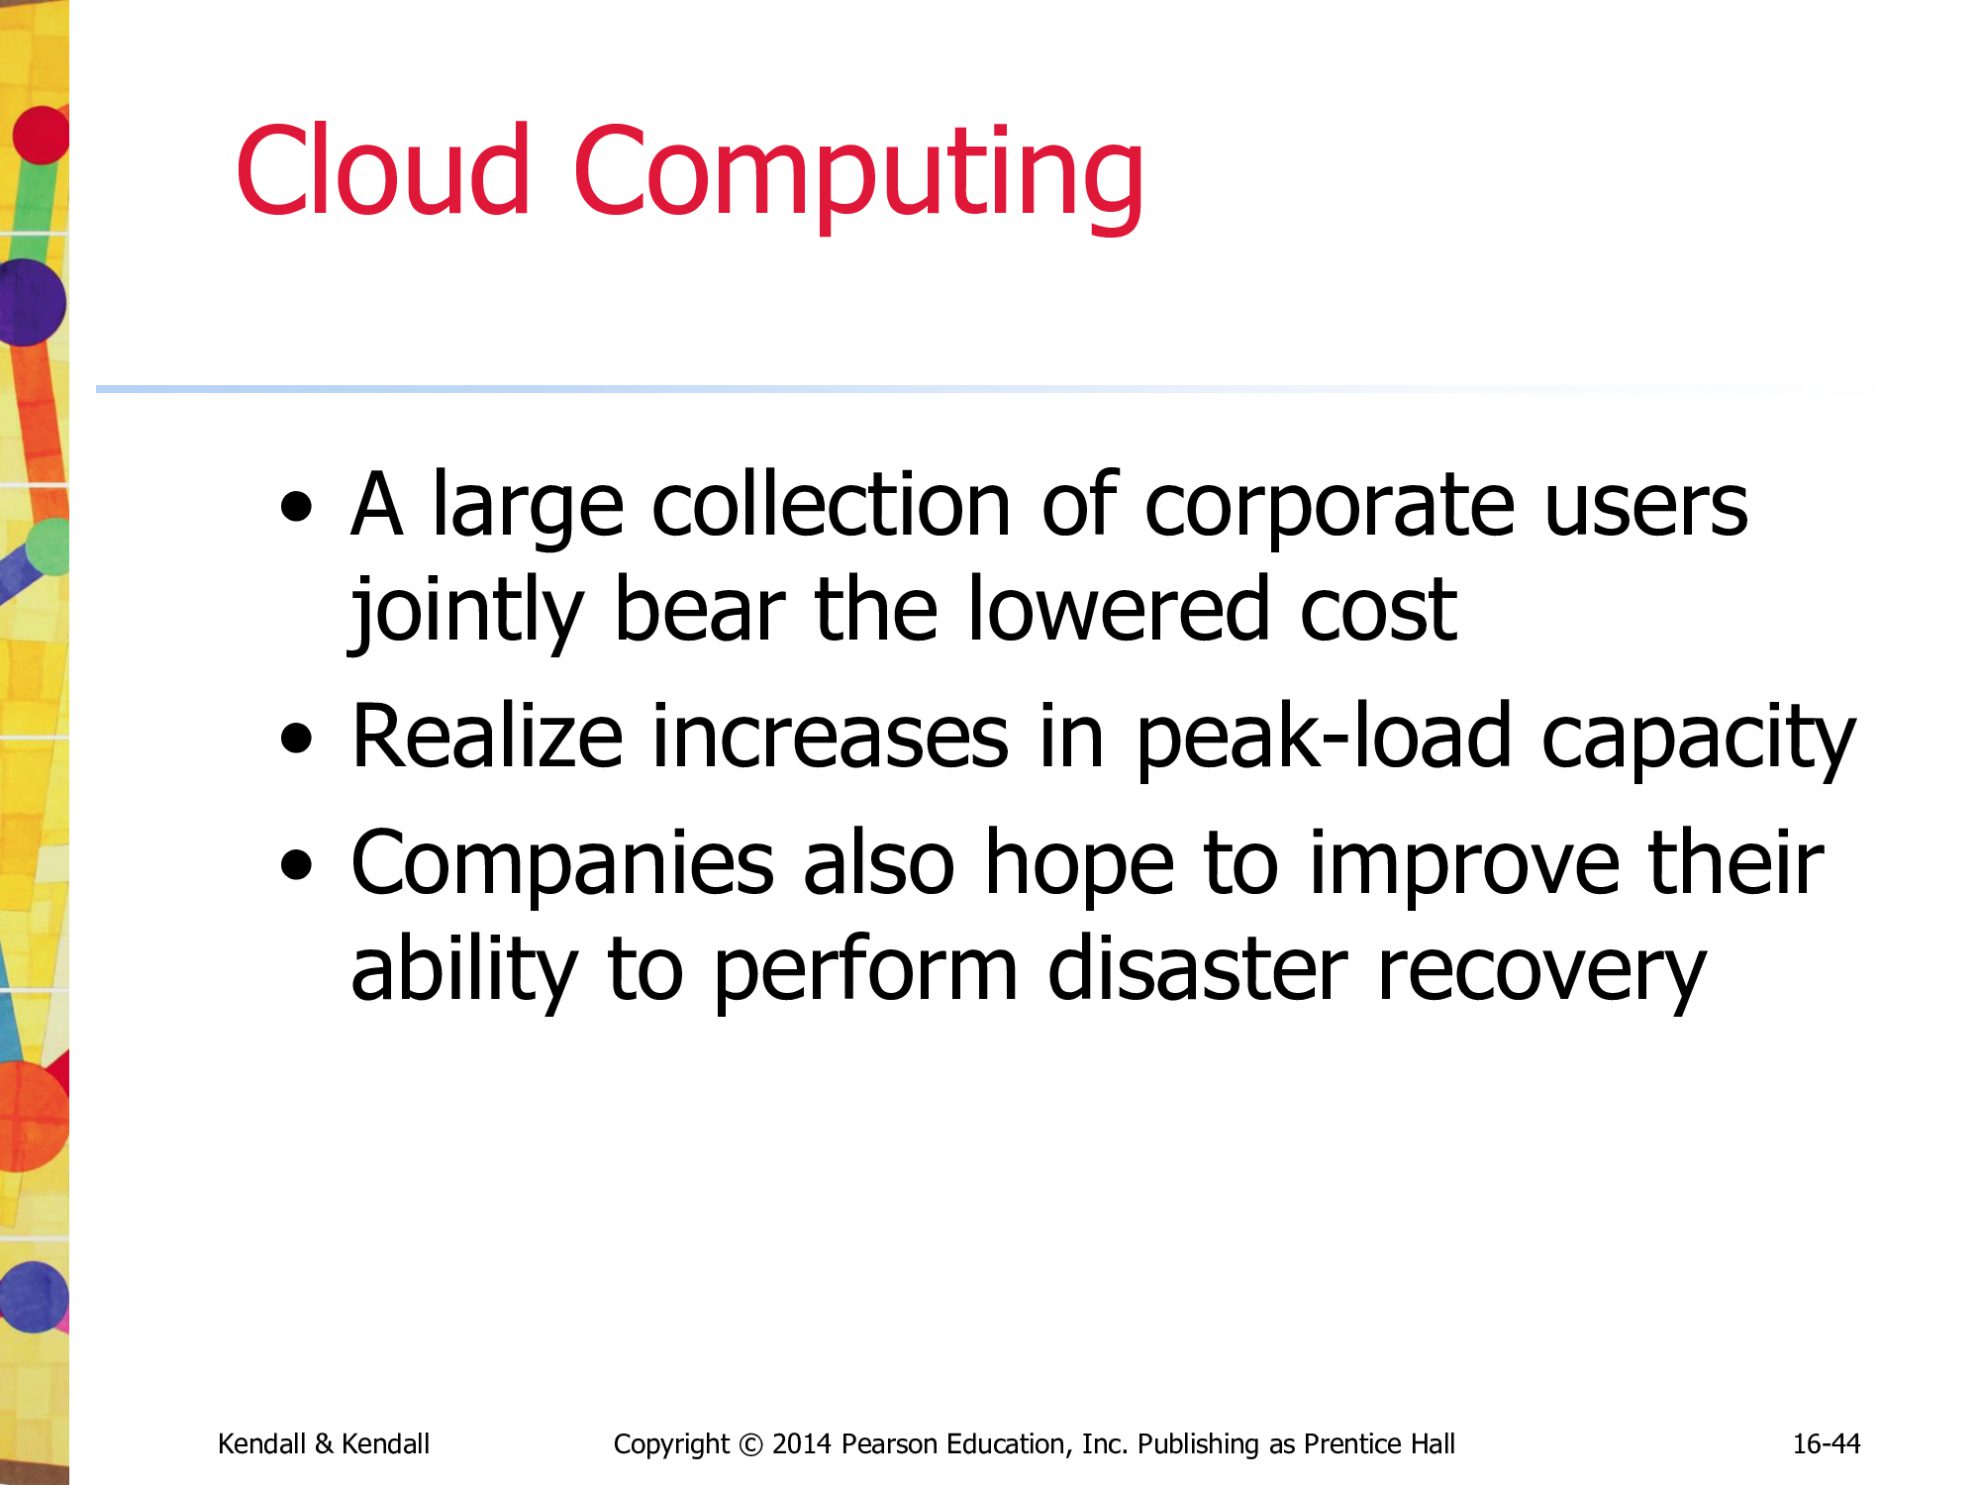 Cloud Computing
• A large collection of corporate users
jointly bear the lowered cost
• Realize increases in peak-load capacity
• Companies also hope to improve their
ability to perform disaster recovery
Kendall & Kendall
Copyright © 2014 Pearson Education, Inc. Publishing as Prentice Hall
16-44